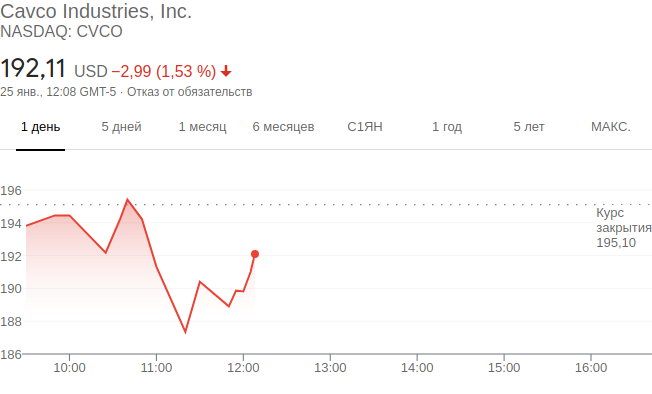 Cavco Industries, Inc.
NASDAQ: CVCO
192,11 USD −2,99 (1,53 %)
25 янв., 12:08 GMT-5 · Отказ от обязательств
1 день 5 дней 1 месяц 6 месяцев С1ЯН 1 год 5 лет МАКС.
196
Курс
194
закрытия
195,10
192
190
188
186
10:00 11:00 12:00 13:00 14:00 15:00 16:00